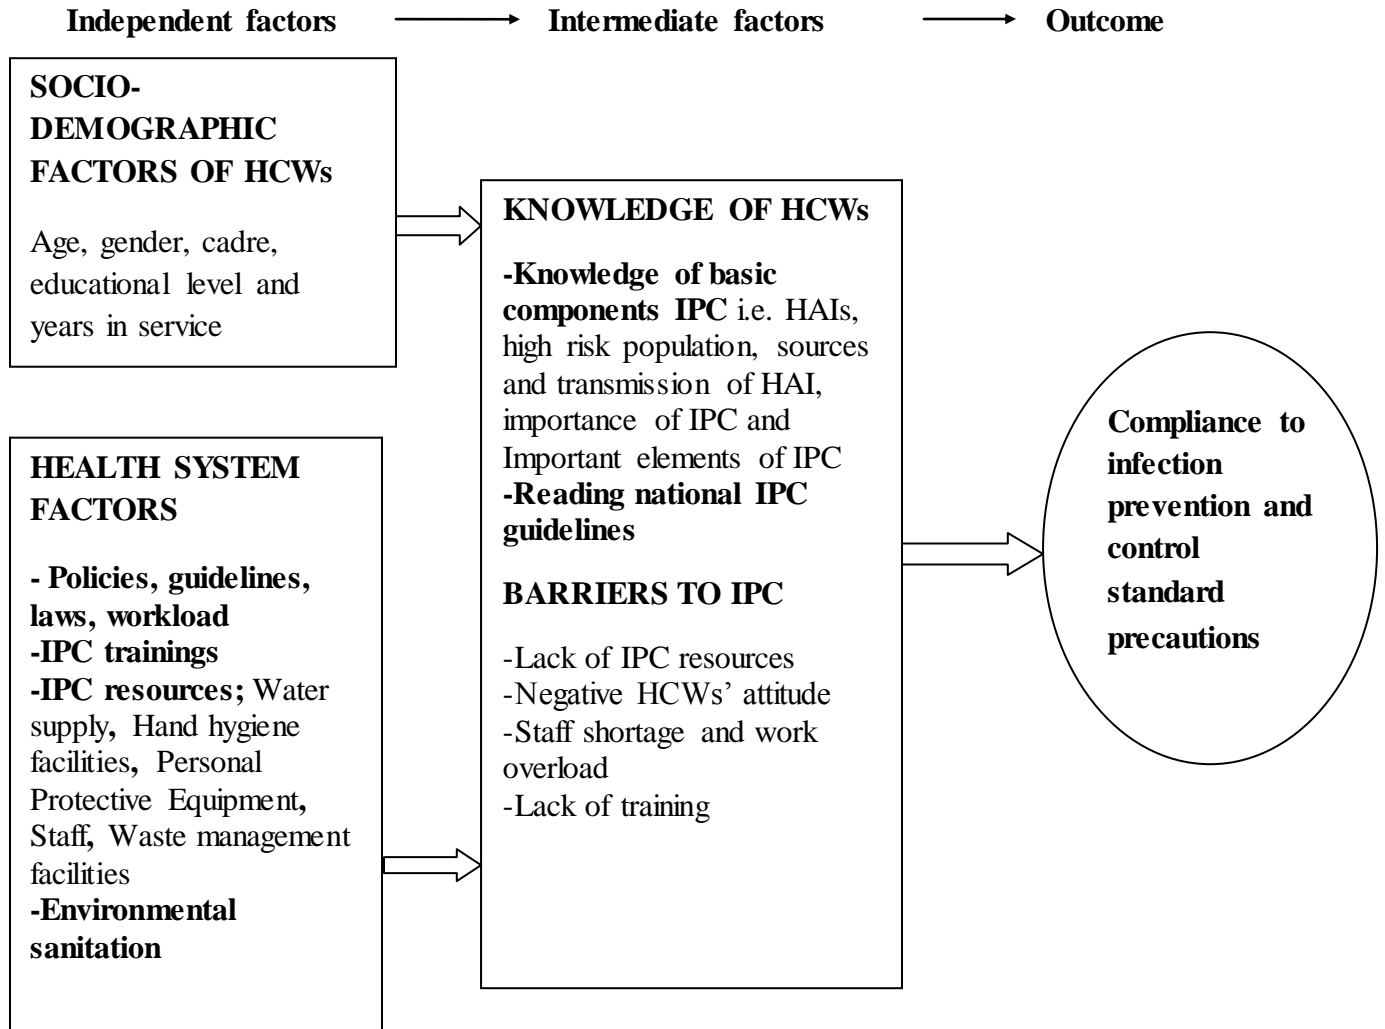 Independent factors Intermediate factors Outcome
SOCIO-
DEMOGRAPHIC
FACTORS OF HCWs
Age, gender, cadre,
educational level and
years in service
HEALTH SYSTEM
FACTORS
- Policies, guidelines,
laws, workload
-IPC trainings
-IPC resources; Water
supply, Hand hygiene
facilities, Personal
Protective Equipment,
Staff, Waste management
facilities
-Environmental
sanitation
KNOWLEDGE OF HCWs
-Knowledge of basic
components IPC i.e. HAIs,
high risk population, sources
and transmission of HAI,
importance of IPC and
Important elements of IPC
-Reading national IPC
guidelines
BARRIERS TO IPC
-Lack of IPC resources
-Negative HCWs’ attitude
-Staff shortage and work
overload
-Lack of training
Compliance to
infection
prevention and
control
standard
precautions